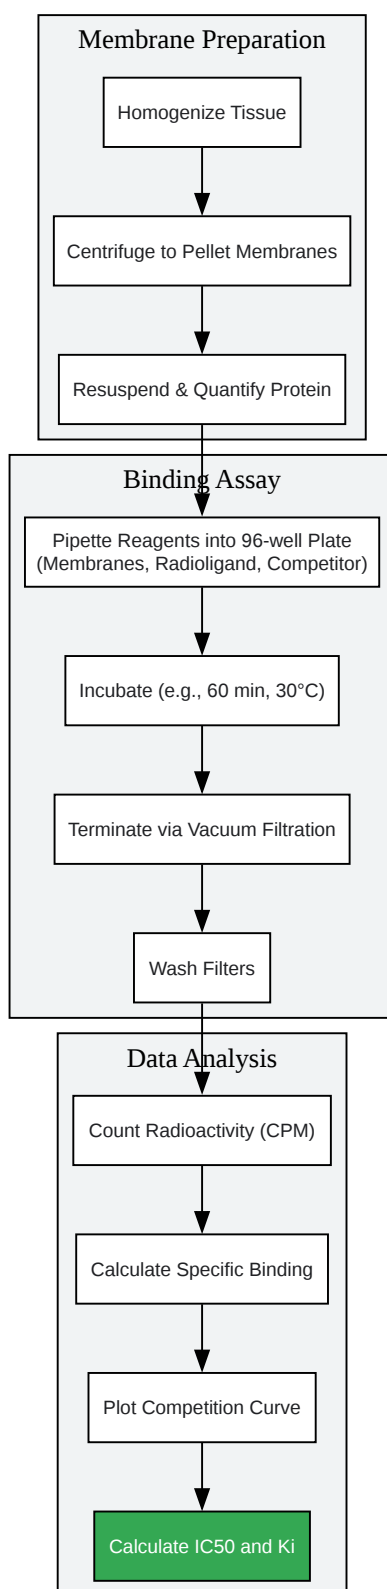 Membrane Preparation
Homogenize Tissue
Centrifuge to Pellet Membranes
Resuspend & Quantify Protein
Binding Assay
Pipette Reagents into 96-well Plate
(Membranes, Radioligand, Competitor)
Incubate (e.g., 60 min, 30°C)
Terminate via Vacuum Filtration
Wash Filters
Data Analysis
Count Radioactivity (CPM)
Calculate Specific Binding
Plot Competition Curve
Calculate IC50 and Ki